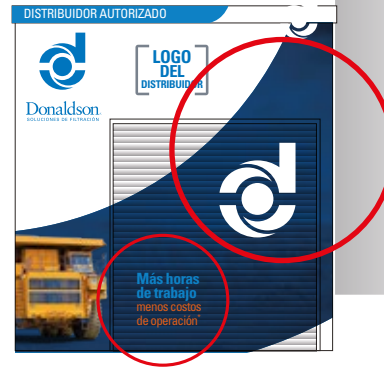 DISTRIBUIDOR AUTORIZADO
LOGO
DEL
DISTRIBUIDOR
Donaldson
SOLUCIONES DE FILTRACIÓN
Más horas
de trabajo
menos costos
de operación*